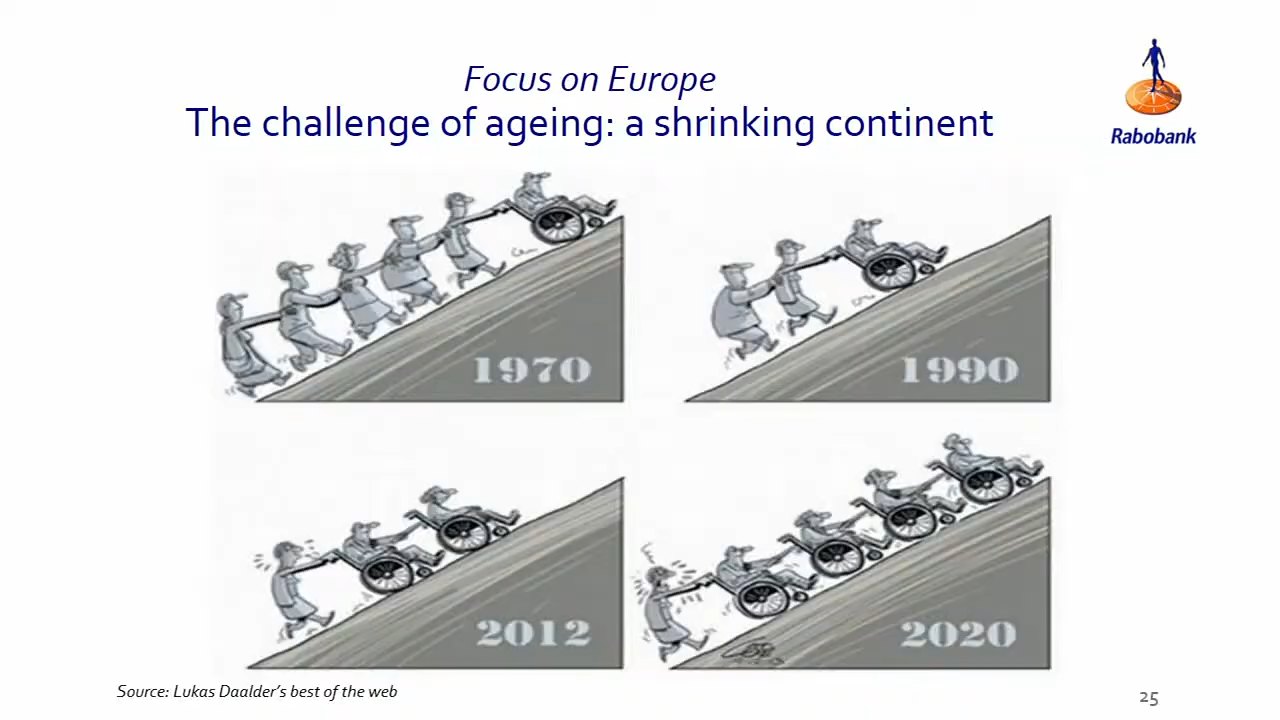 Focus on Europe
The challenge of ageing: a shrinking continent
Rabobank
1970
1990
2012
2020
Source: Lukas Daalder's best of the web
25